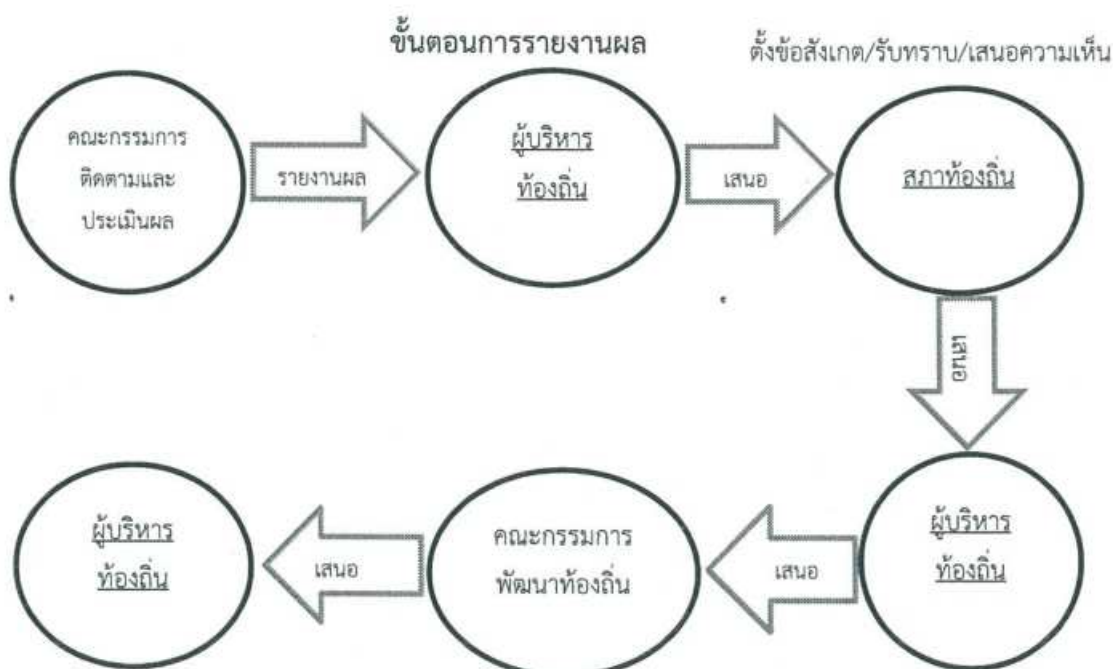 ขั้นตอนการรายงานผล
ตั้งข้อสังเกต/รับทราบ/เสนอความเห็น
คณะกรรมการ
ติดตามและ
ประเมินผล
รายงานผล
ผู้บริหาร
ท้องถิ่น
เสนอ
สภาท้องถิ่น
เสนอ
ผู้บริหาร
ท้องถิ่น
เสนอ
คณะกรรมการ
พัฒนาท้องถิ่น
เสนอ
ผู้บริหาร
ท้องถิ่น